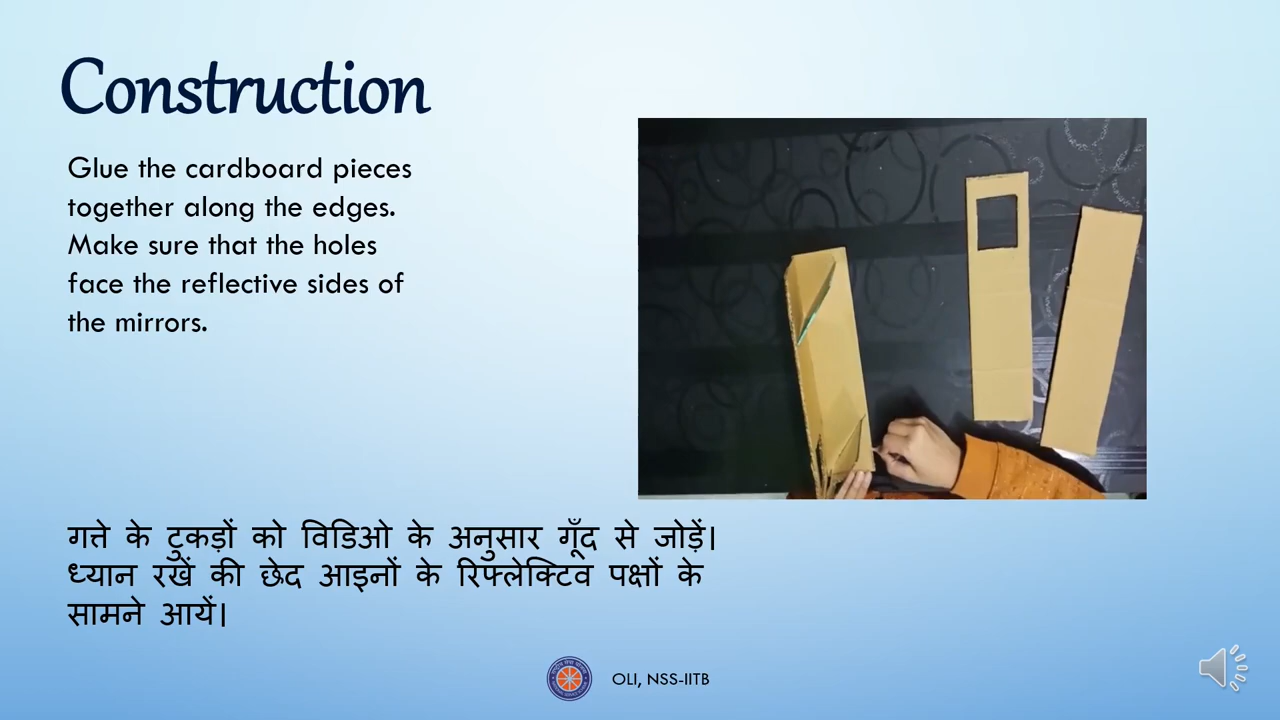 Construction
Glue the cardboard pieces
together along the edges.
Make sure that the holes
face the reflective sides of
the mirrors.
गत्ते के टुकड़ों को विडिओ के अनुसार गूँद से जोड़ें।
ध्यान रखें की छेद आइनों के रिफ्लेक्टिव पक्षों के
सामने आयें।
OLI, NSS-IITB